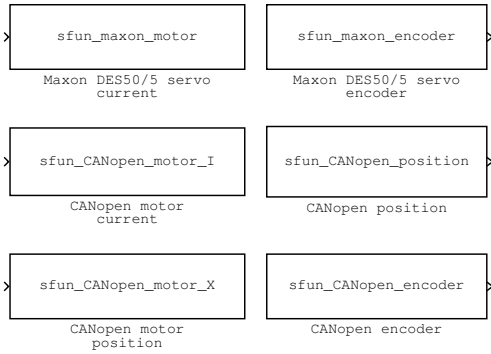 sfun_maxon_motor
Maxon DES50/5 servo
current
sfun_maxon_encoder
Maxon DES50/5 servo
encoder
sfun_CANopen_motor_I
CANopen motor
current
sfun_CANopen_position
CANopen position
sfun_CANopen_motor_X
CANopen motor
position
sfun_CANopen_encoder
CANopen encoder